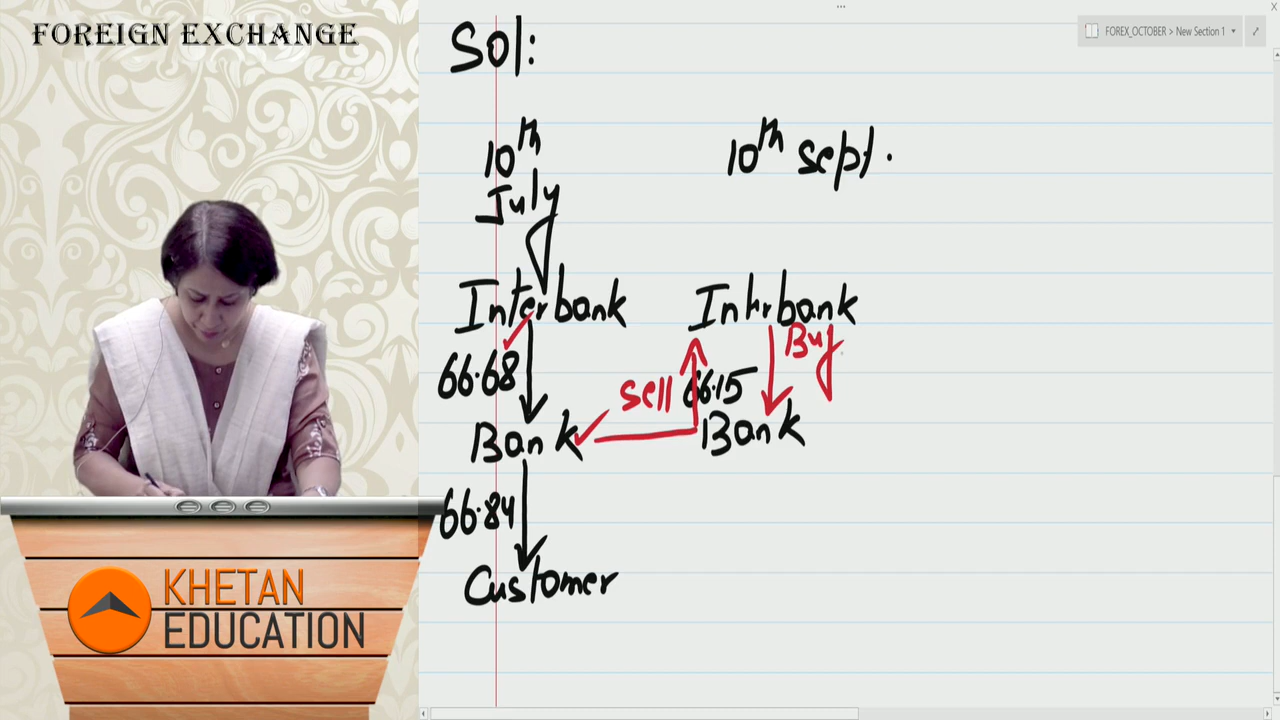 FOREIGN EXCHANGE
...
FOREX_OCTOBER > New Section 1
Sol:
10th July
10th Sept.
Interbank
Interbank
66.68
Sell
66.15
Buy
Bank
Bank
66.84
Customer
KHETAN
EDUCATION